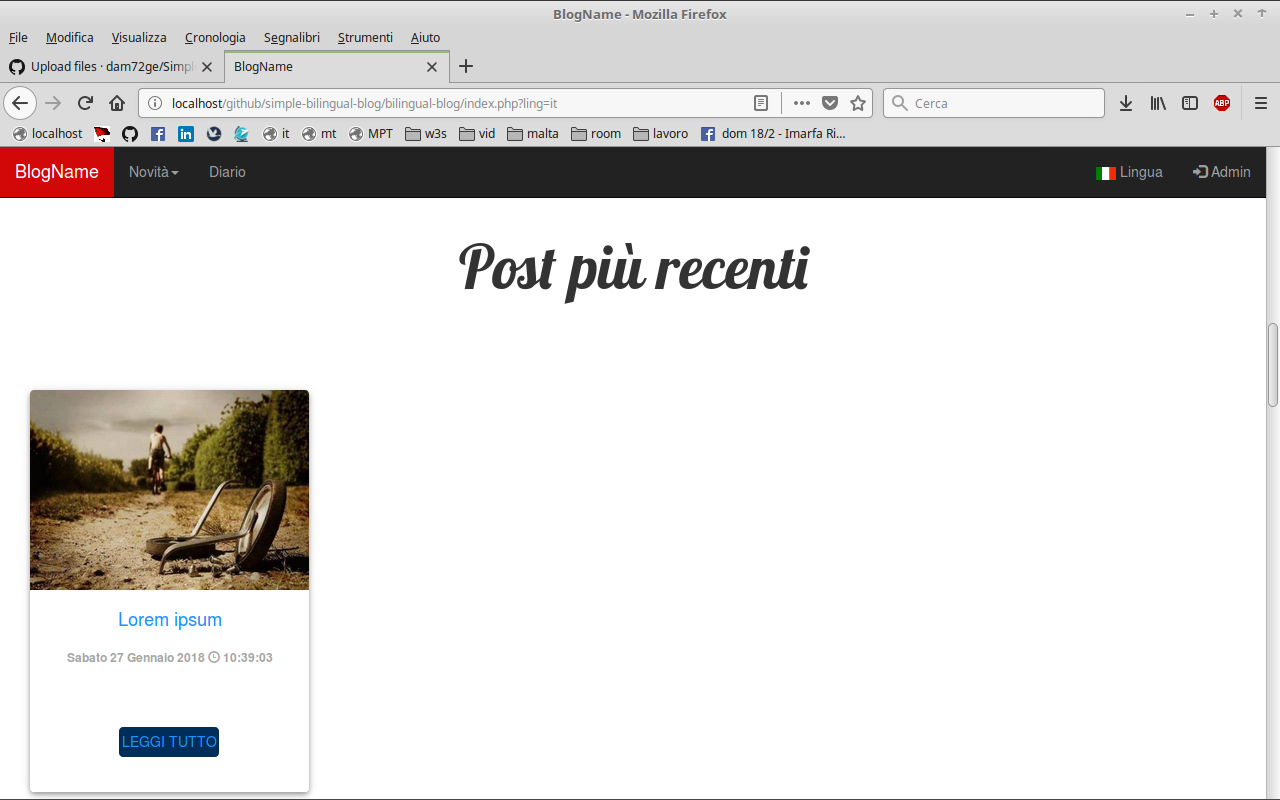 BlogName - Mozilla Firefox
File Modifica Visualizza Cronologia Segnalibri Strumenti Aiuto
Upload files · dam72ge/Simpl BlogName
localhost/github/simple-bilingual-blog/bilingual-blog/index.php?ling=it Cerca ABP
localhost it mt MPT w3s vid malta room lavoro dom 18/2 - Imarfa Ri...
BlogName Novità Diario Lingua Admin
Post più recenti
Lorem ipsum
Sabato 27 Gennaio 2018 10:39:03
LEGGI TUTTO